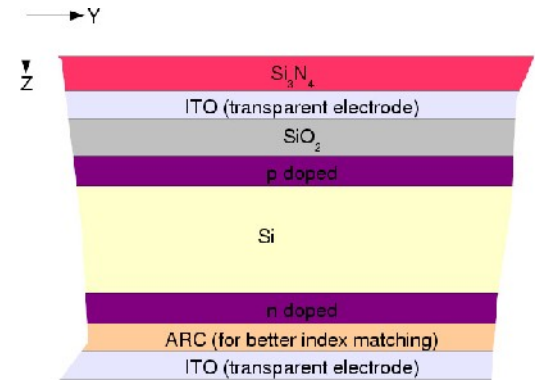 Y
Z
Si₃N₄
ITO (transparent electrode)
SiO₂
p doped
Si
n doped
ARC (for better index matching)
ITO (transparent electrode)